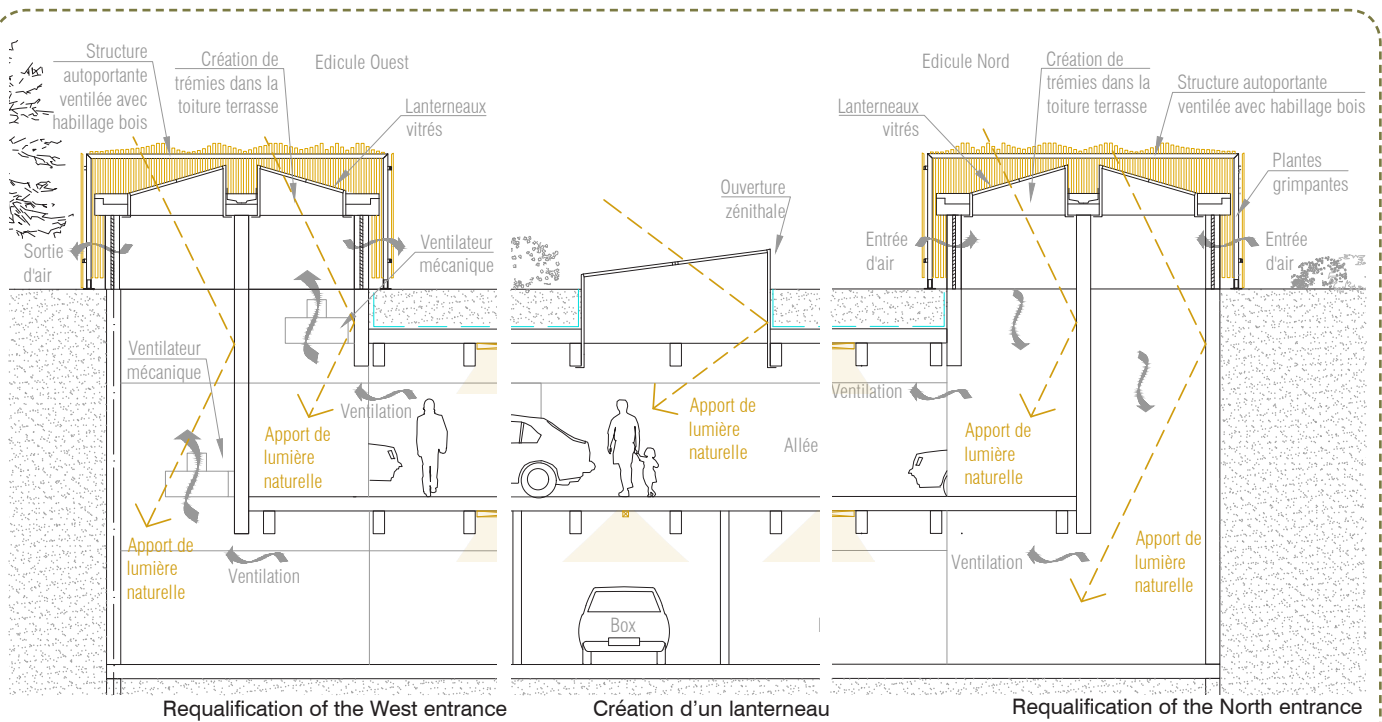 Structure
autoportante
ventilée avec
habillage bois
Création de
trémies dans la
toiture terrasse
Edicule Ouest
Lanterneaux
vitrés
Sortie
d'air
Ventilateur
mécanique
Ventilateur
mécanique
Ventilation
Apport de
lumière
naturelle
Apport de
lumière
naturelle
Ventilation
Requalification of the West entrance
Ouverture
zénithale
Apport de
lumière
naturelle
Allée
Box
Création d'un lanterneau
Edicule Nord
Création de
trémies dans la
toiture terrasse
Structure autoportante
ventilée avec habillage bois
Lanterneaux
vitrés
Plantes
grimpantes
Entrée
d'air
Entrée
d'air
Ventilation
Apport de
lumière
naturelle
Ventilation
Apport de
lumière
naturelle
Requalification of the North entrance